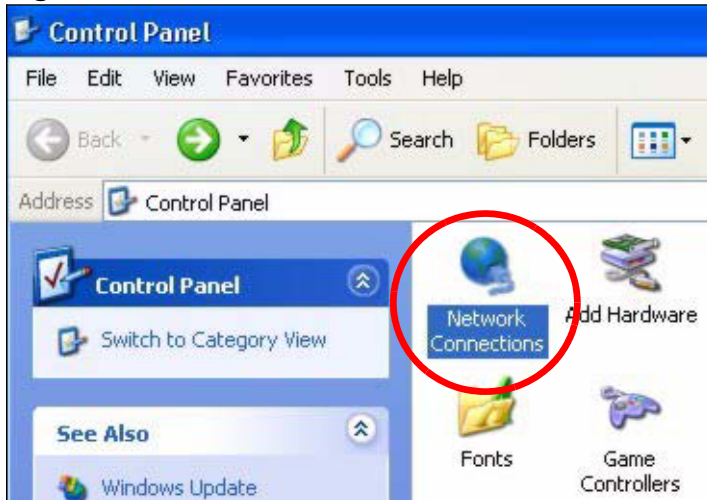 Control Panel
File Edit View Favorites Tools Help
Back Search Folders
Address Control Panel
Control Panel
Switch to Category View
See Also
Windows Update
Network
Connections
Add Hardware
Fonts
Game
Controllers